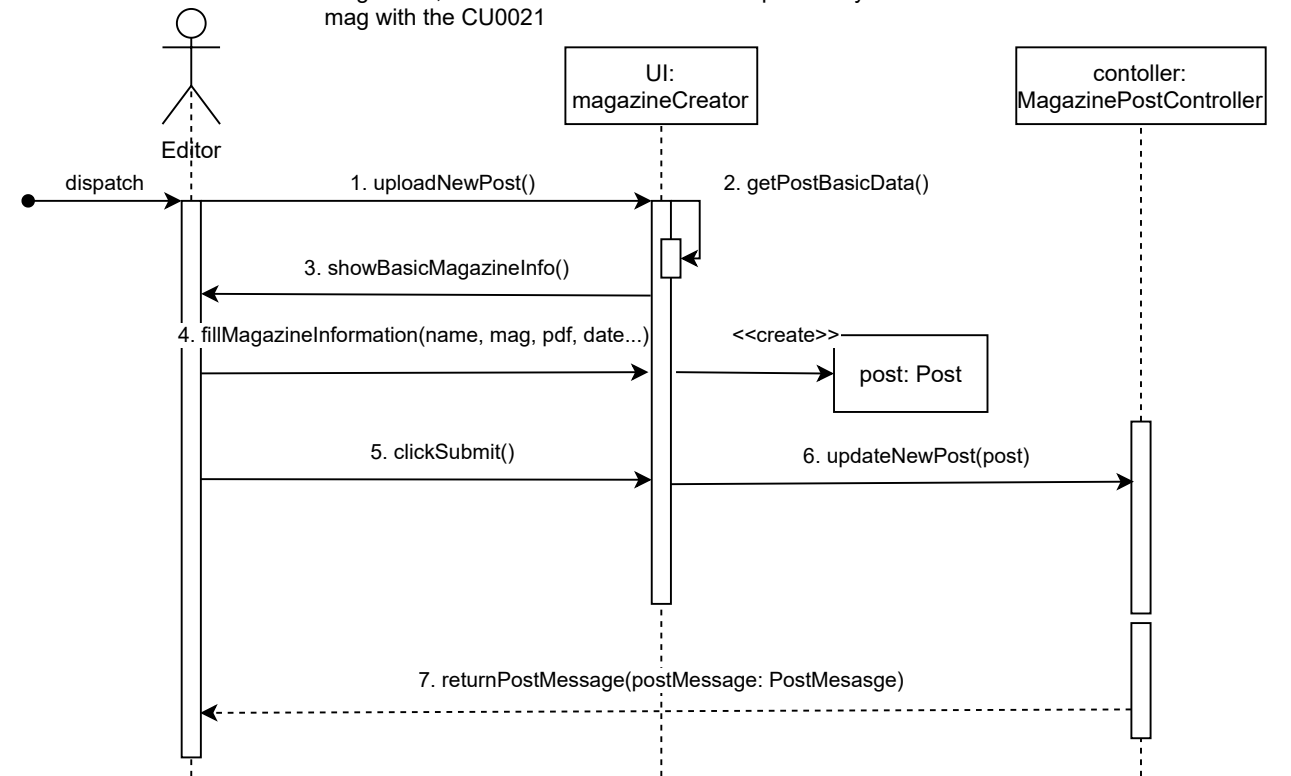 mag with the CU0021
UI:
magazineCreator
contoller:
MagazinePostController
Editor
dispatch
1. uploadNewPost()
2. getPostBasicData()
3. showBasicMagazineInfo()
4. fillMagazineInformation(name, mag, pdf, date...)
<<create>>
post: Post
5. clickSubmit()
6. updateNewPost(post)
7. returnPostMessage(postMessage: PostMesasge)